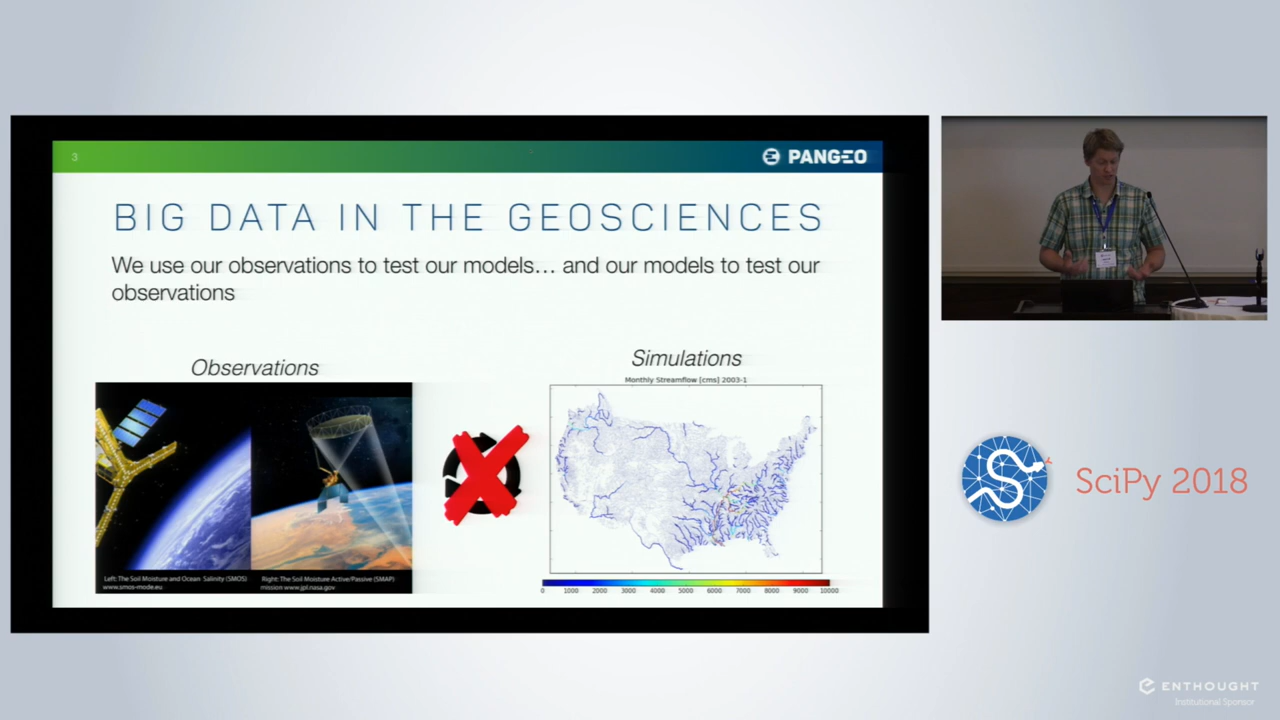 3
PANGEO
BIG DATA IN THE GEOSCIENCES
We use our observations to test our models… and our models to test our
observations
Observations
Simulations
Monthly Streamflow [cms] 2003-1
Left: The Soil Moisture and Ocean Salinity (SMOS)
www.smos-mode.eu
Right: The Soil Moisture Active/Passive (SMAP)
mission www.jpl.nasa.gov
0 1000 2000 3000 4000 5000 6000 7000 8000 9000 10000
SciPy 2018
ENTHOUGHT
Institutional Sponsor